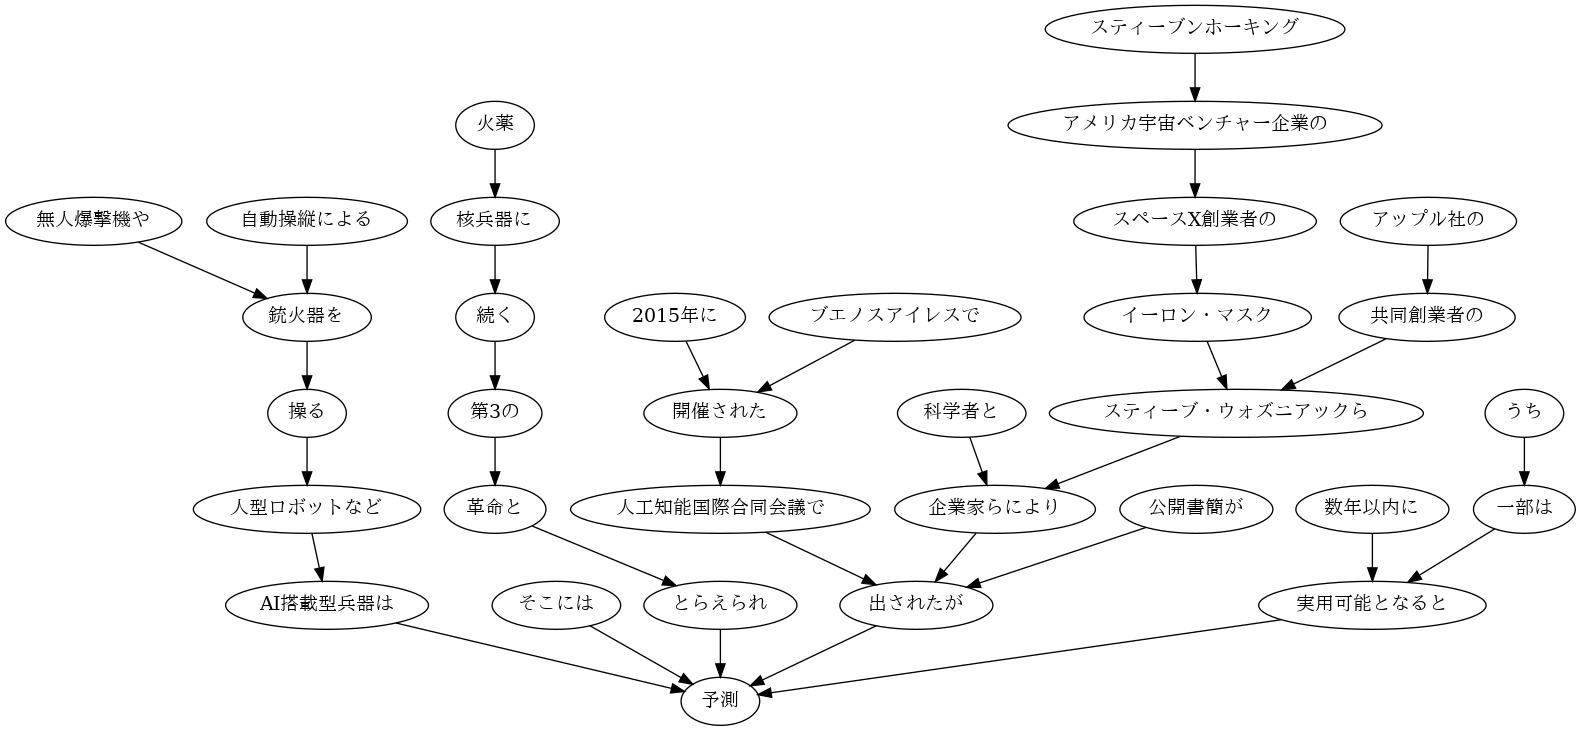 スティーブンホーキング
火薬
アメリカ宇宙ベンチャー企業の
無人爆撃機や
自動操縦による
核兵器に
スペースX創業者の
アップル社の
銃火器を
続く
2015年に
ブエノスアイレスで
イーロン・マスク
共同創業者の
操る
第3の
開催された
科学者と
スティーブ・ウォズニアックら
うち
人型ロボットなど
革命と
人工知能国際合同会議で
企業家らにより
公開書簡が
数年以内に
一部は
AI搭載型兵器は
そこには
とらえられ
出されたが
実用可能となると
予測